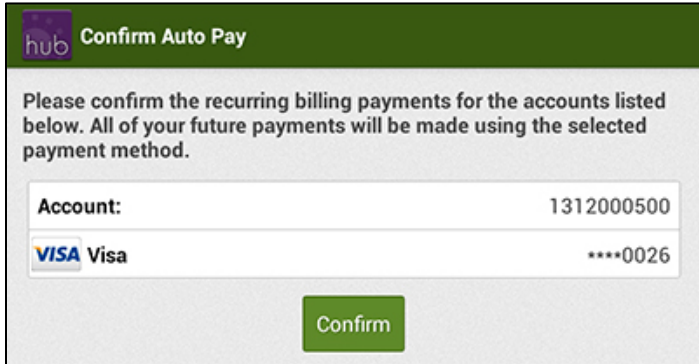 hub Confirm Auto Pay
Please confirm the recurring billing payments for the accounts listed
below. All of your future payments will be made using the selected
payment method.
Account: 1312000500
VISA Visa ****0026
Confirm